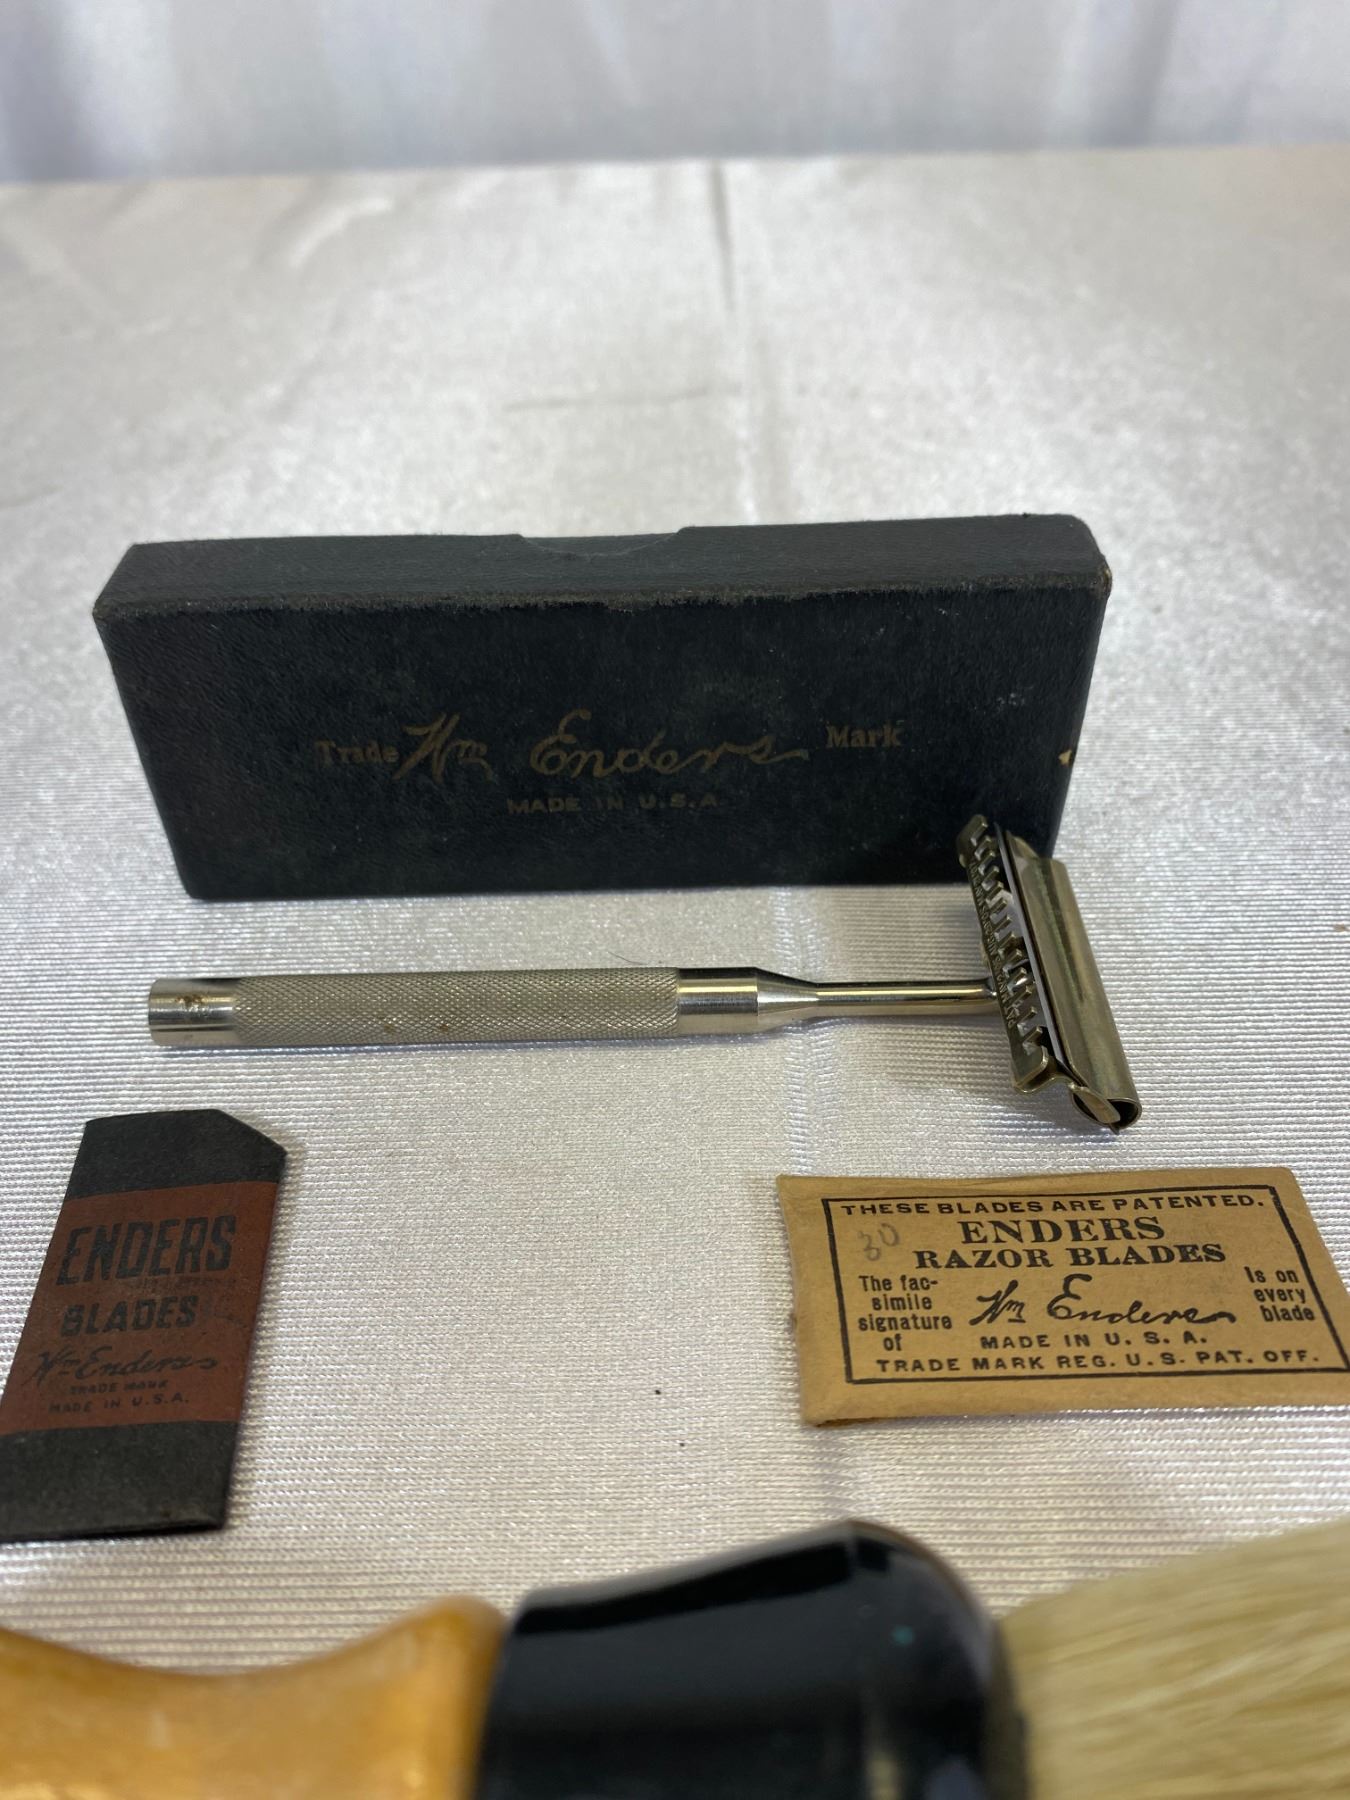 Trade Wm Enders Mark
MADE IN U.S.A.
ENDERS
BLADES
Wm Enders
TRADE MARK
MADE IN U.S.A.
THESE BLADES ARE PATENTED.
30
ENDERS
RAZOR BLADES
The fac-
simile
signature
of
Wm Enders
Is on
every
blade
MADE IN U. S. A.
TRADE MARK REG. U.S. PAT. OFF.